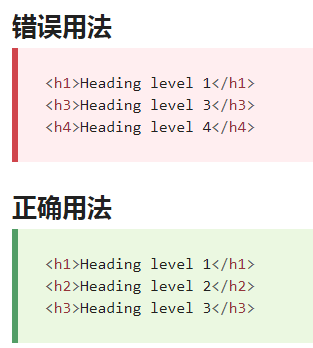 错误用法
<h1>Heading level 1</h1>
<h3>Heading level 3</h3>
<h4>Heading level 4</h4>
正确用法
<h1>Heading level 1</h1>
<h2>Heading level 2</h2>
<h3>Heading level 3</h3>